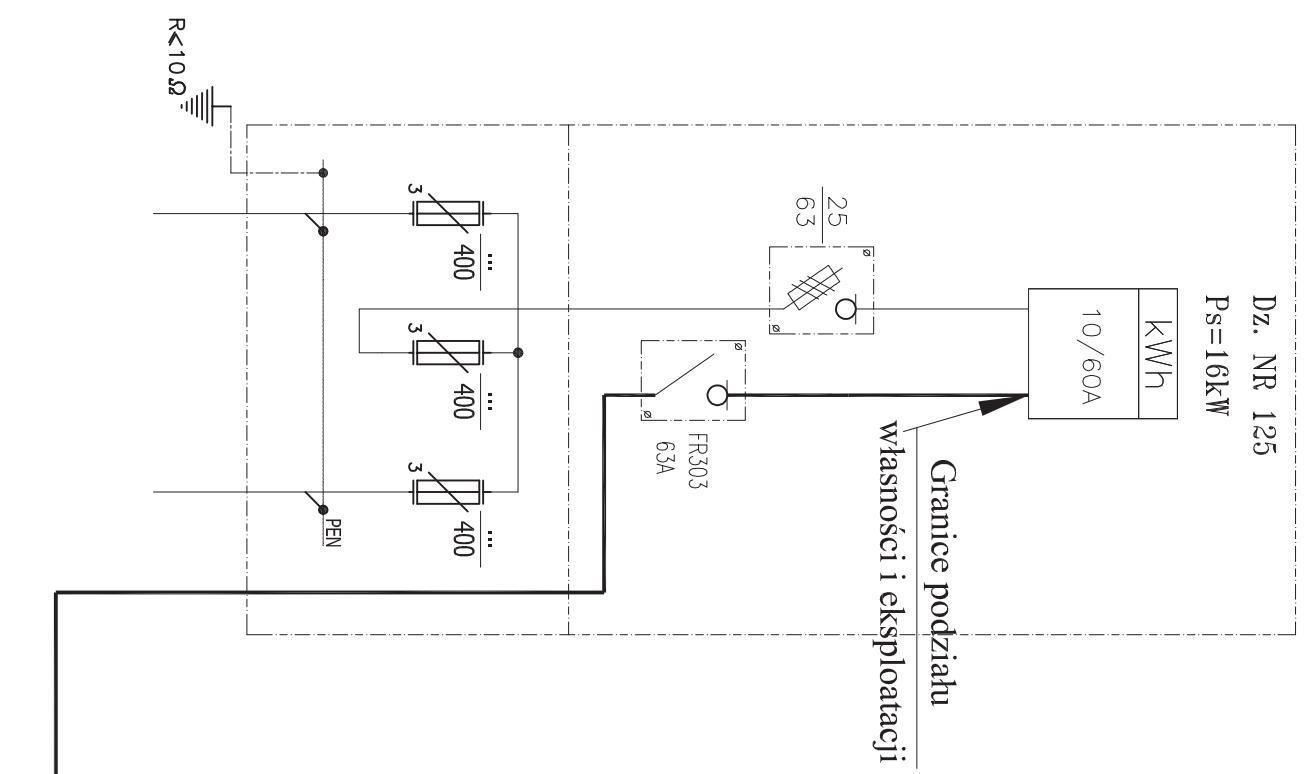 Dz. NR 125
Ps=16kW
kWh
10/60A
Granice podziału
własności i eksploatacji
25
63
FR303
63A
...
400
3
...
400
3
...
400
3
PEN
R<10Ω